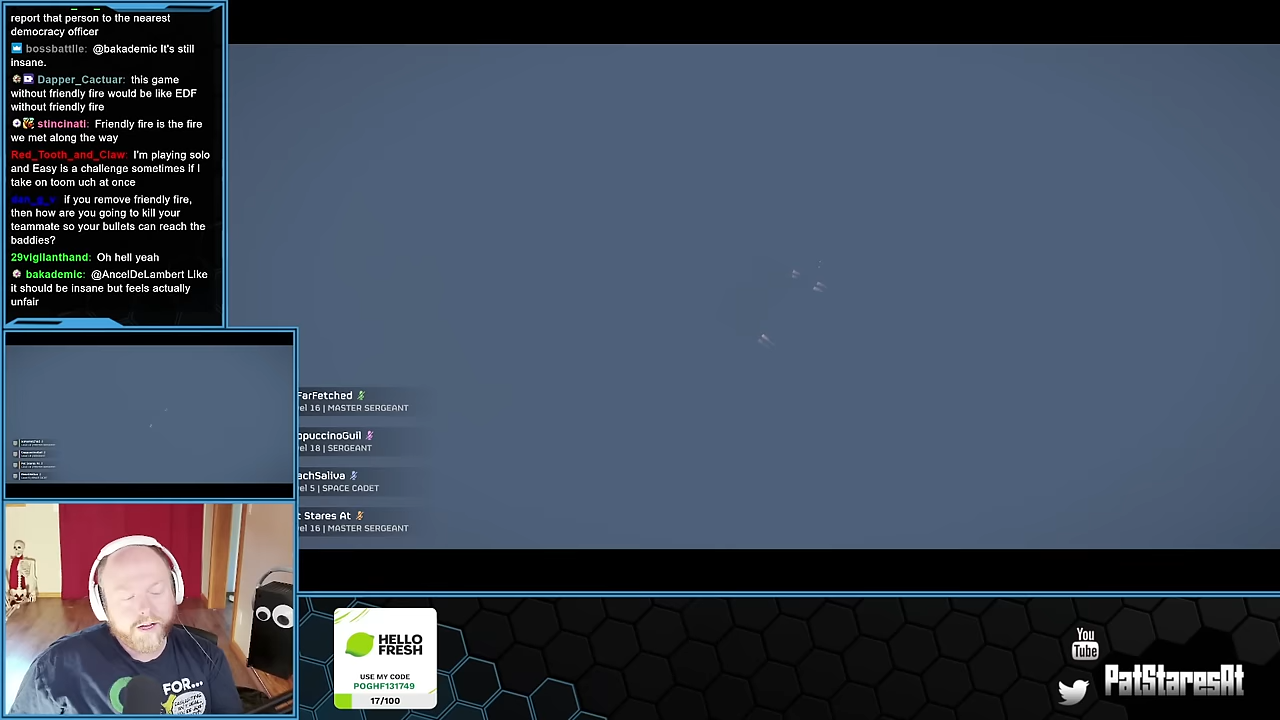 report that person to the nearest
democracy officer
bossbattlle: @bakademic It's still
insane.
Dapper_Cactuar: this game
without friendly fire would be like EDF
without friendly fire
stincinati: Friendly fire is the fire
we met along the way
Red_Tooth_and_Claw: I'm playing solo
and Easy is a challenge sometimes if I
take on toom uch at once
if you remove friendly fire,
then how are you going to kill your
teammate so your bullets can reach the
baddies?
29vigilanthand: Oh hell yeah
bakademic: @AncelDeLambert Like
it should be insane but feels actually
unfair
FarFetched
el 16 | MASTER SERGEANT
ppuccinoGuil
el 18 | SERGEANT
achSaliva
el 5 | SPACE CADET
t Stares At
el 16 | MASTER SERGEANT
FOR...
HELLO
FRESH
USE MY CODE
POGHF131749
17/100
You
Tube
PatStaresAt